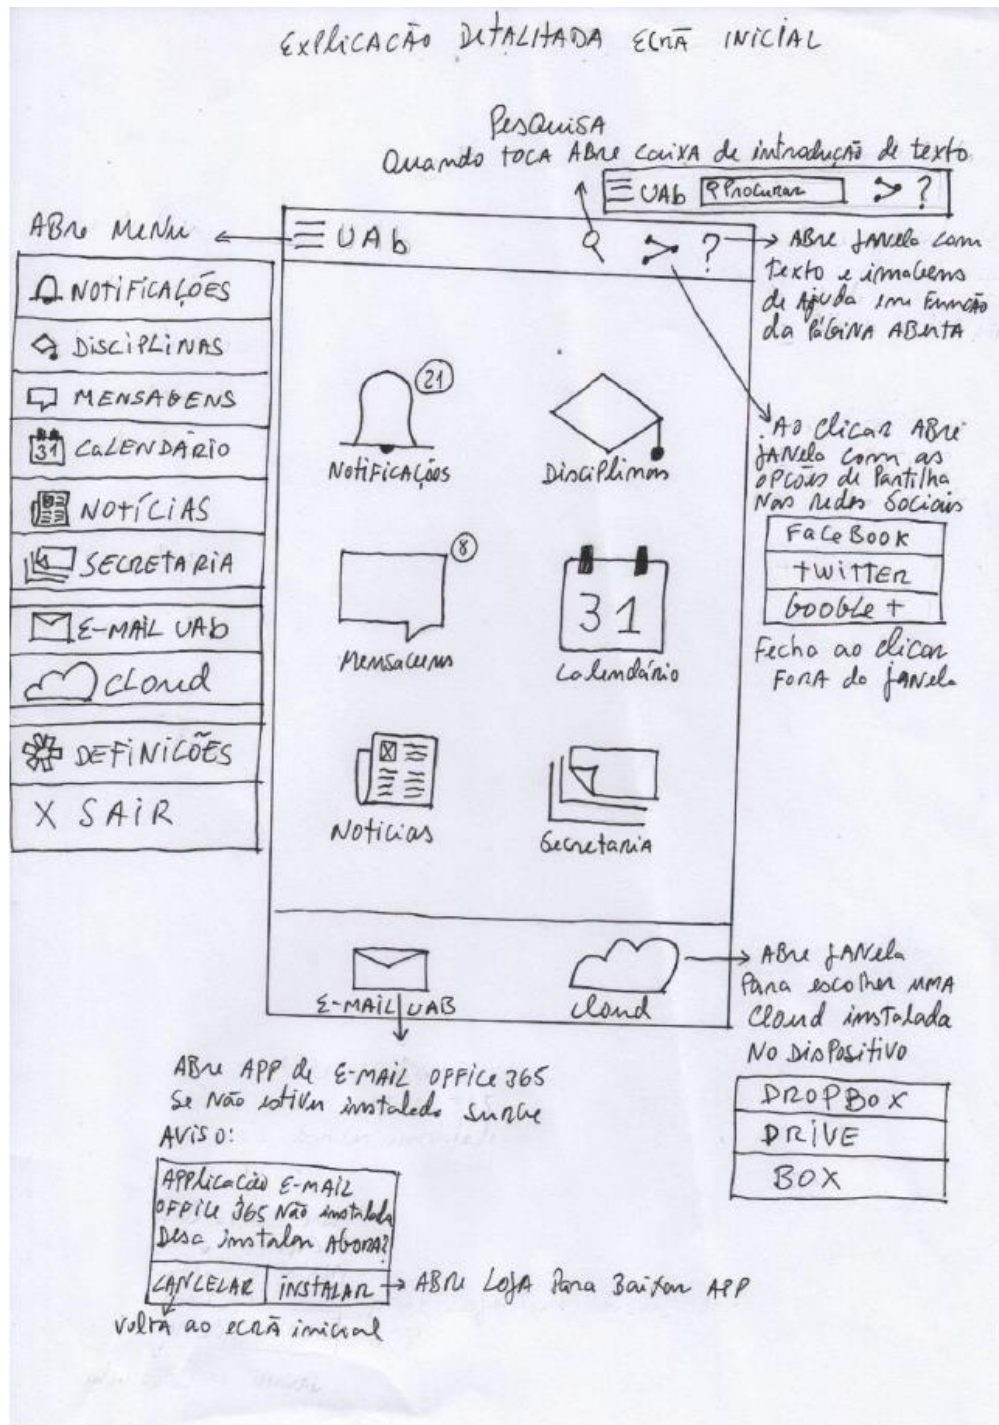 EXPLICACÃO DETALHADA ECRÃ INICIAL
PESQUISA
Quando TOCA ABRE CAIXA de introdução de texto
UAb Procurar ?
ABRE MENU
UAb ?
ABRE JANELA com
texto e imagens
de Ajuda em Função
da PÁGINA ABERTA
NOTIFICAÇÕES
DISCIPLINAS
MENSAGENS
31 CALENDÁRIO
NOTÍCIAS
SECRETARIA
E-MAIL UAb
Cloud
DEFINIÇÕES
X SAIR
21
Notificações
Disciplinas
8
Mensagens
31
Calendário
Notícias
Secretaria
E-MAIL UAB
Cloud
Ao clicar ABRE
JANELA com as
OPÇÕES de Partilha
Nas redes Sociais
FACEBOOK
TWITTER
GOOGLE +
Fecha ao clicar
FORA da JANELA
ABRE JANELA
Para escolher UMA
Cloud instalada
NO DISPOSITIVO
DROPBOX
DRIVE
BOX
ABRE APP de E-MAIL OFFICE 365
Se Não estiver instalado SURGE
AVISO:
APPlicação E-MAIL
OFFICE 365 Não instalada
instalar AGORA?
CANCELAR INSTALAR
ABRE LOJA Para Baixar APP
volta ao ecrã inicial